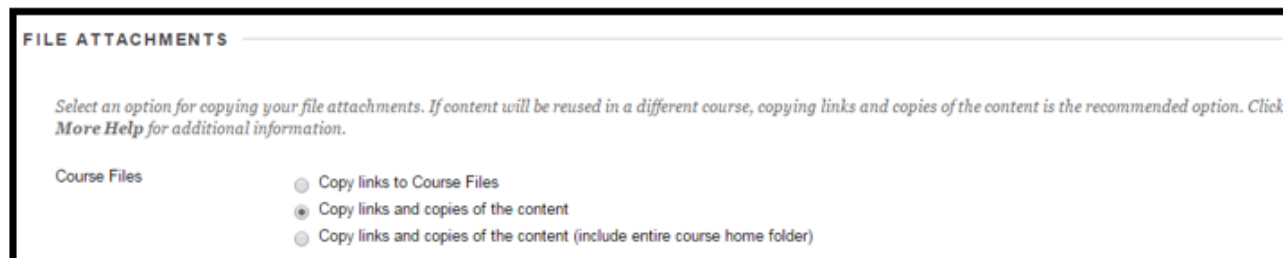 FILE ATTACHMENTS
Select an option for copying your file attachments. If content will be reused in a different course, copying links and copies of the content is the recommended option. Click
More Help for additional information.
Course Files
Copy links to Course Files
Copy links and copies of the content
Copy links and copies of the content (include entire course home folder)